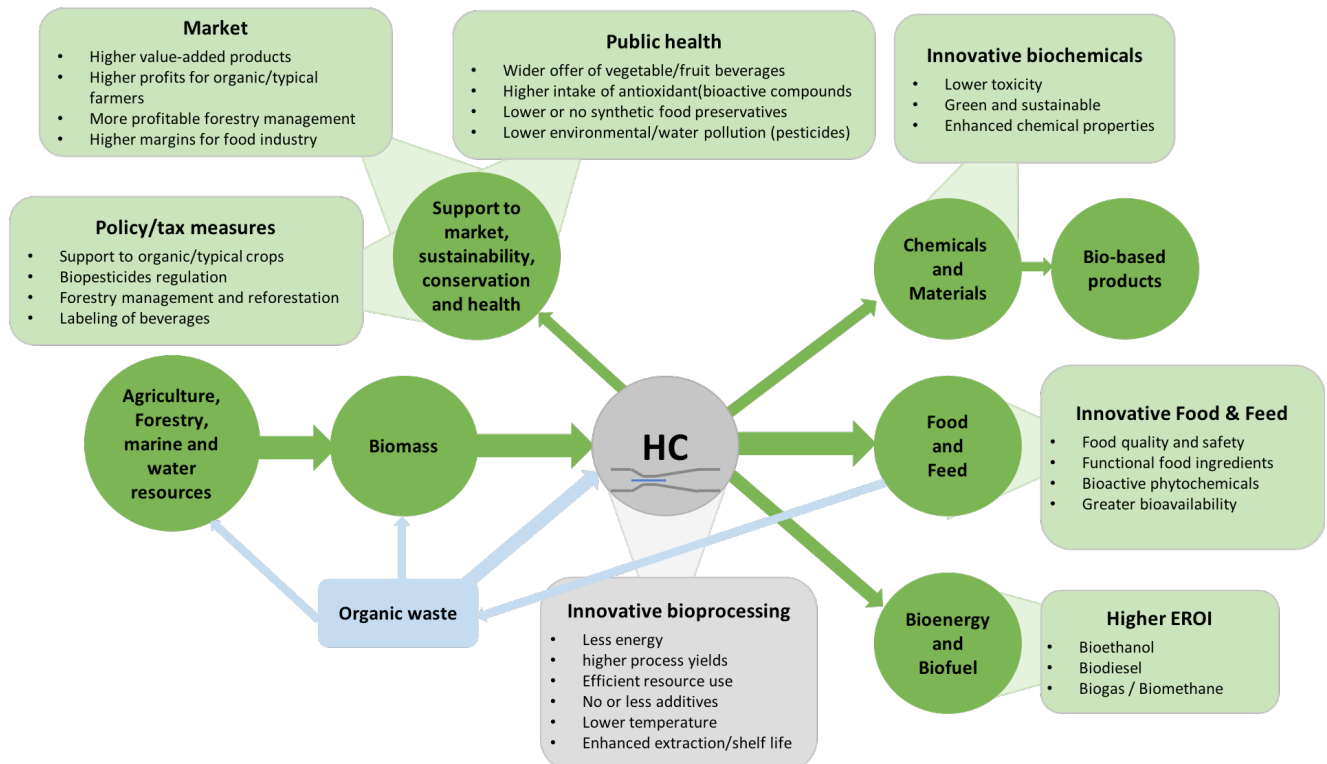 Market
• Higher value-added products
• Higher profits for organic/typical
farmers
• More profitable forestry management
• Higher margins for food industry
Public health
• Wider offer of vegetable/fruit beverages
• Higher intake of antioxidant(bioactive compounds
• Lower or no synthetic food preservatives
• Lower environmental/water pollution (pesticides)
Innovative biochemicals
• Lower toxicity
• Green and sustainable
• Enhanced chemical properties
Policy/tax measures
• Support to organic/typical crops
• Biopesticides regulation
• Forestry management and reforestation
• Labeling of beverages
Support to
market,
sustainability,
conservation
and health
Chemicals
and
Materials
Bio-based
products
Agriculture,
Forestry,
marine and
water
resources
Biomass
HC
Food
and
Feed
Innovative Food & Feed
• Food quality and safety
• Functional food ingredients
• Bioactive phytochemicals
• Greater bioavailability
Organic waste
Innovative bioprocessing
• Less energy
• higher process yields
• Efficient resource use
• No or less additives
• Lower temperature
• Enhanced extraction/shelf life
Bioenergy
and
Biofuel
Higher EROI
• Bioethanol
• Biodiesel
• Biogas / Biomethane